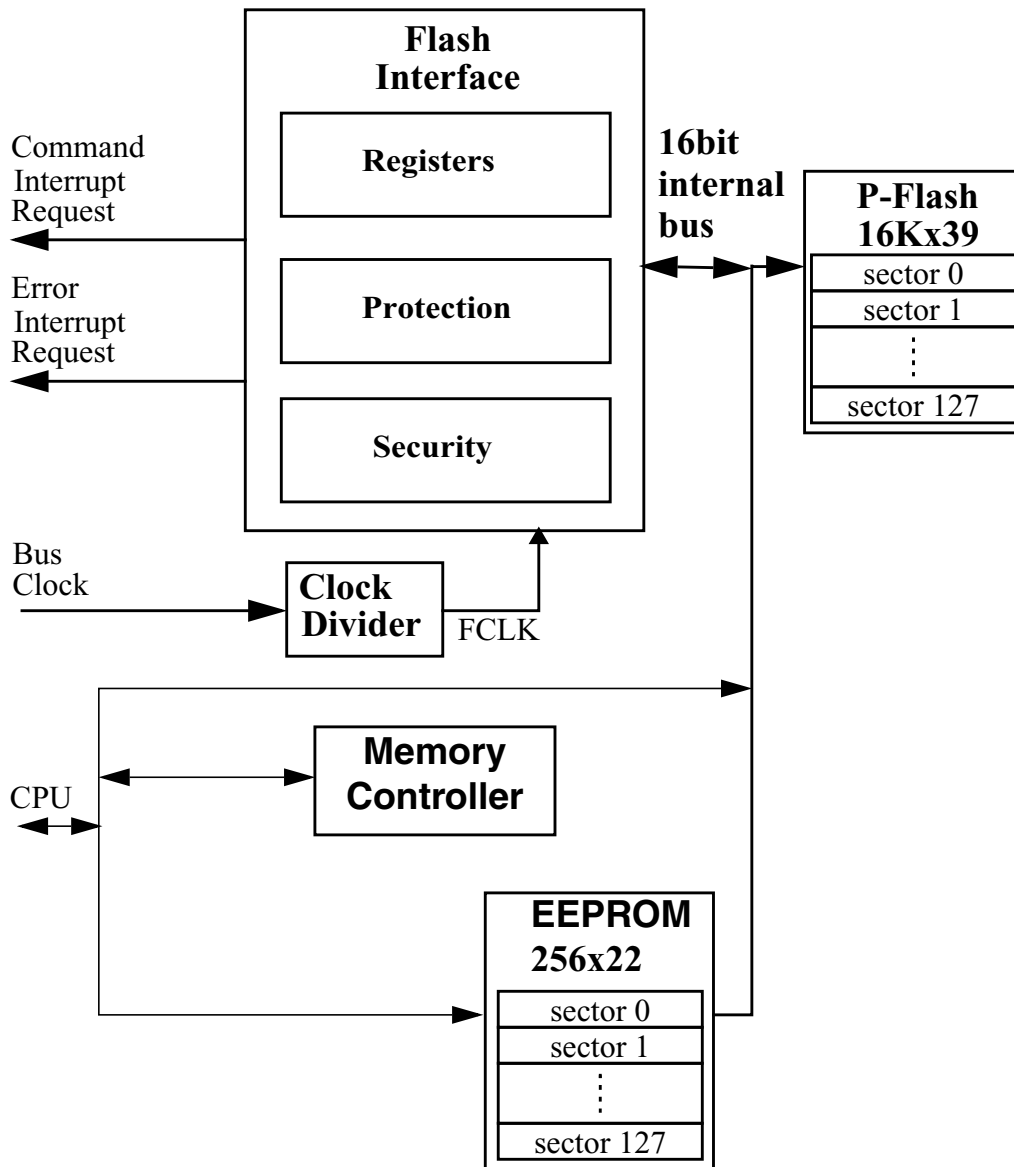 Flash
Interface
Registers
Protection
Security
Command
Interrupt
Request
Error
Interrupt
Request
16bit
internal
bus
P-Flash
16Kx39
sector 0
sector 1
sector 127
Bus
Clock
Clock
Divider
FCLK
Memory
Controller
CPU
EEPROM
256x22
sector 0
sector 1
sector 127